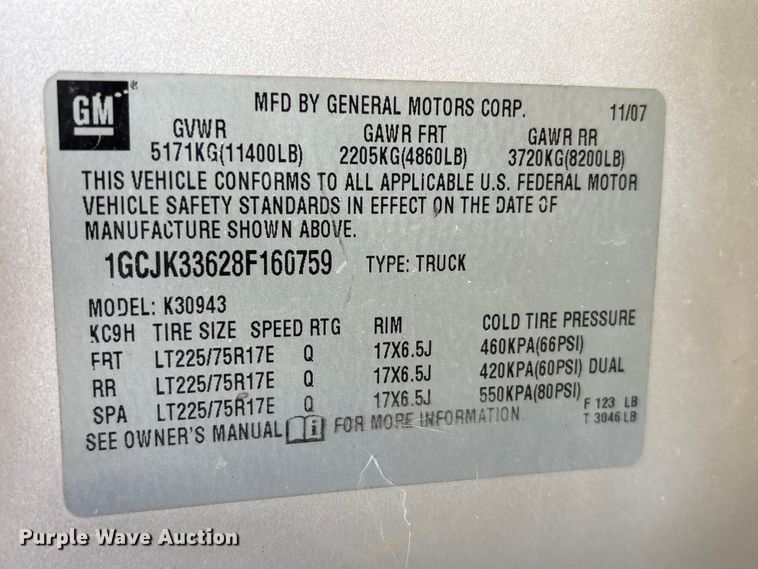 GM ®
MFD BY GENERAL MOTORS CORP. 11/07
GVWR GAWR FRT GAWR RR
5171KG(11400LB) 2205KG(4860LB) 3720KG(8200LB)
THIS VEHICLE CONFORMS TO ALL APPLICABLE U.S. FEDERAL MOTOR
VEHICLE SAFETY STANDARDS IN EFFECT ON THE DATE OF
MANUFACTURE SHOWN ABOVE.
1GCJK33628F160759 TYPE: TRUCK
MODEL: K30943
KC9H TIRE SIZE SPEED RTG RIM COLD TIRE PRESSURE
FRT LT225/75R17E Q 17X6.5J 460KPA(66PSI)
RR LT225/75R17E Q 17X6.5J 420KPA(60PSI) DUAL
SPA LT225/75R17E Q 17X6.5J 550KPA(80PSI) F 123 LB
SEE OWNER'S MANUAL i FOR MORE INFORMATION T 3046 LB
Purple Wave Auction